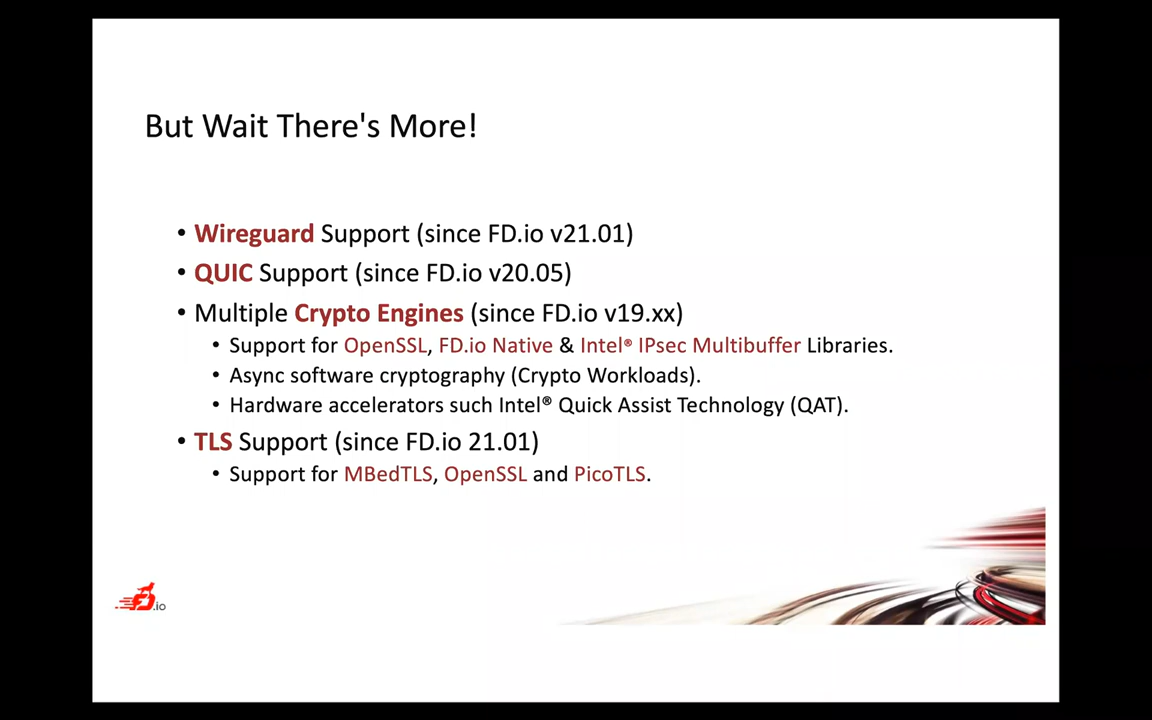 But Wait There's More!
• Wireguard Support (since FD.io v21.01)
• QUIC Support (since FD.io v20.05)
• Multiple Crypto Engines (since FD.io v19.xx)
• Support for OpenSSL, FD.io Native & Intel® IPsec Multibuffer Libraries.
• Async software cryptography (Crypto Workloads).
• Hardware accelerators such Intel® Quick Assist Technology (QAT).
• TLS Support (since FD.io 21.01)
• Support for MBedTLS, OpenSSL and PicoTLS.
FD.io